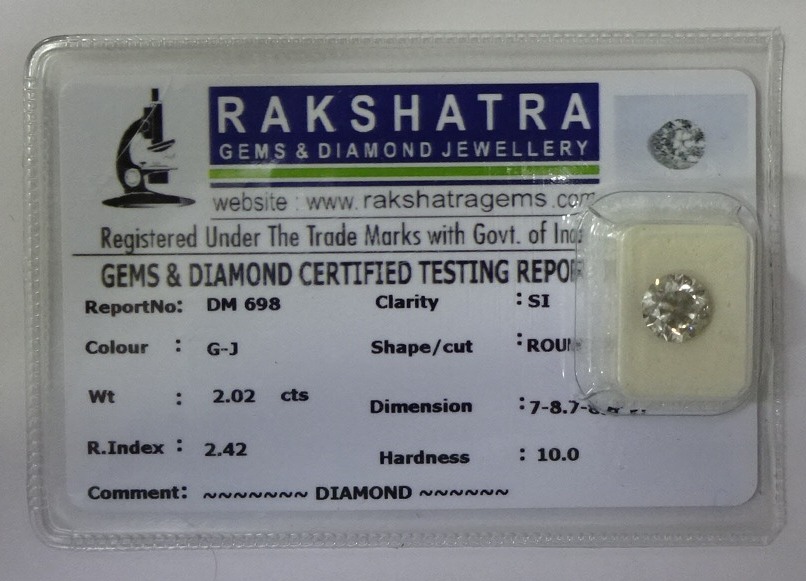 RAKSHATRA
GEMS & DIAMOND JEWELLERY
website : www.rakshatragems.com
Registered Under The Trade Marks with Govt. of
GEMS & DIAMOND CERTIFIED TESTING
ReportNo: DM 698 Clarity : SI
Colour : G-J Shape/cut :
Wt : 2.02 cts Dimension :
R.Index : 2.42 Hardness : 10.0
Comment: ~~~~~~~ DIAMOND ~~~~~~